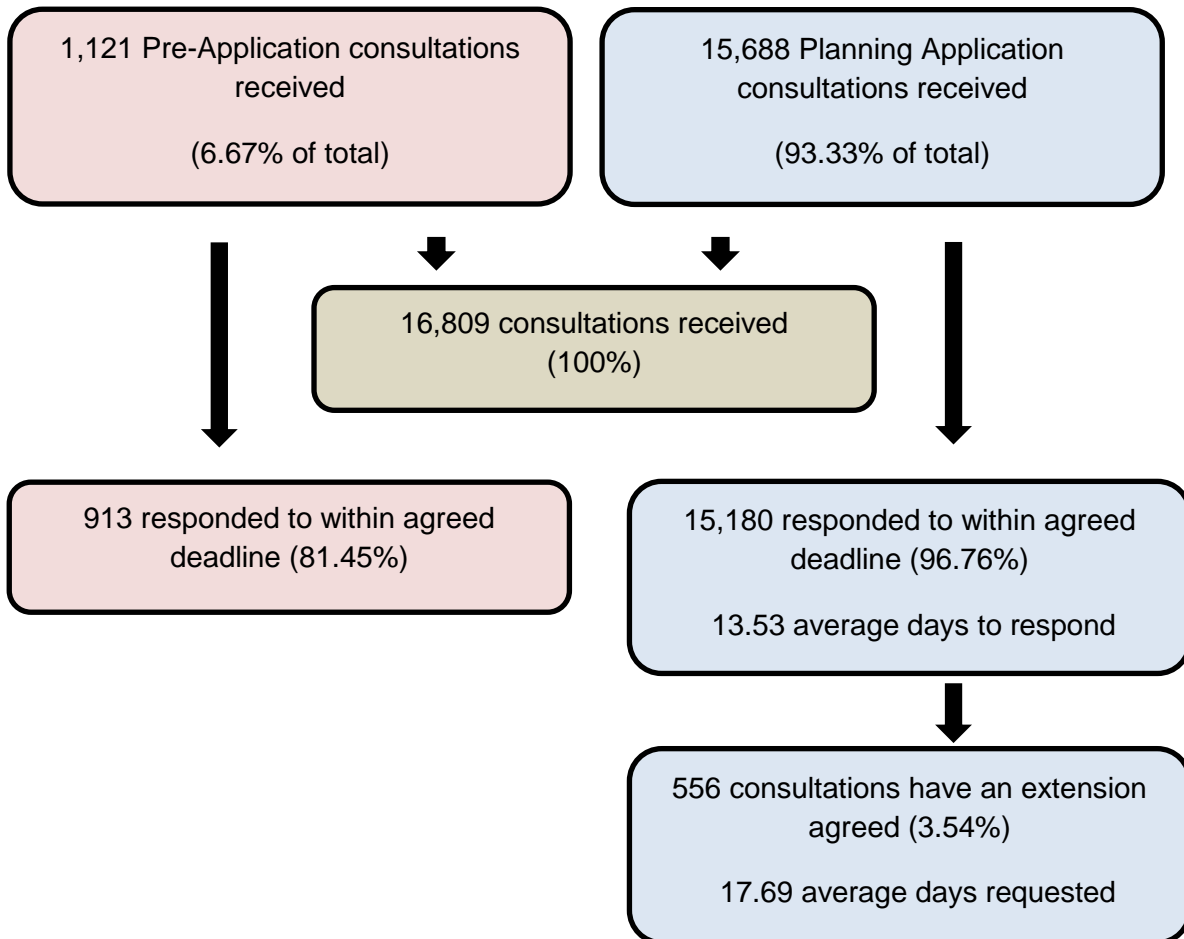 1,121 Pre-Application consultations
received
(6.67% of total)
15,688 Planning Application
consultations received
(93.33% of total)
16,809 consultations received
(100%)
913 responded to within agreed
deadline (81.45%)
15,180 responded to within agreed
deadline (96.76%)
13.53 average days to respond
556 consultations have an extension
agreed (3.54%)
17.69 average days requested